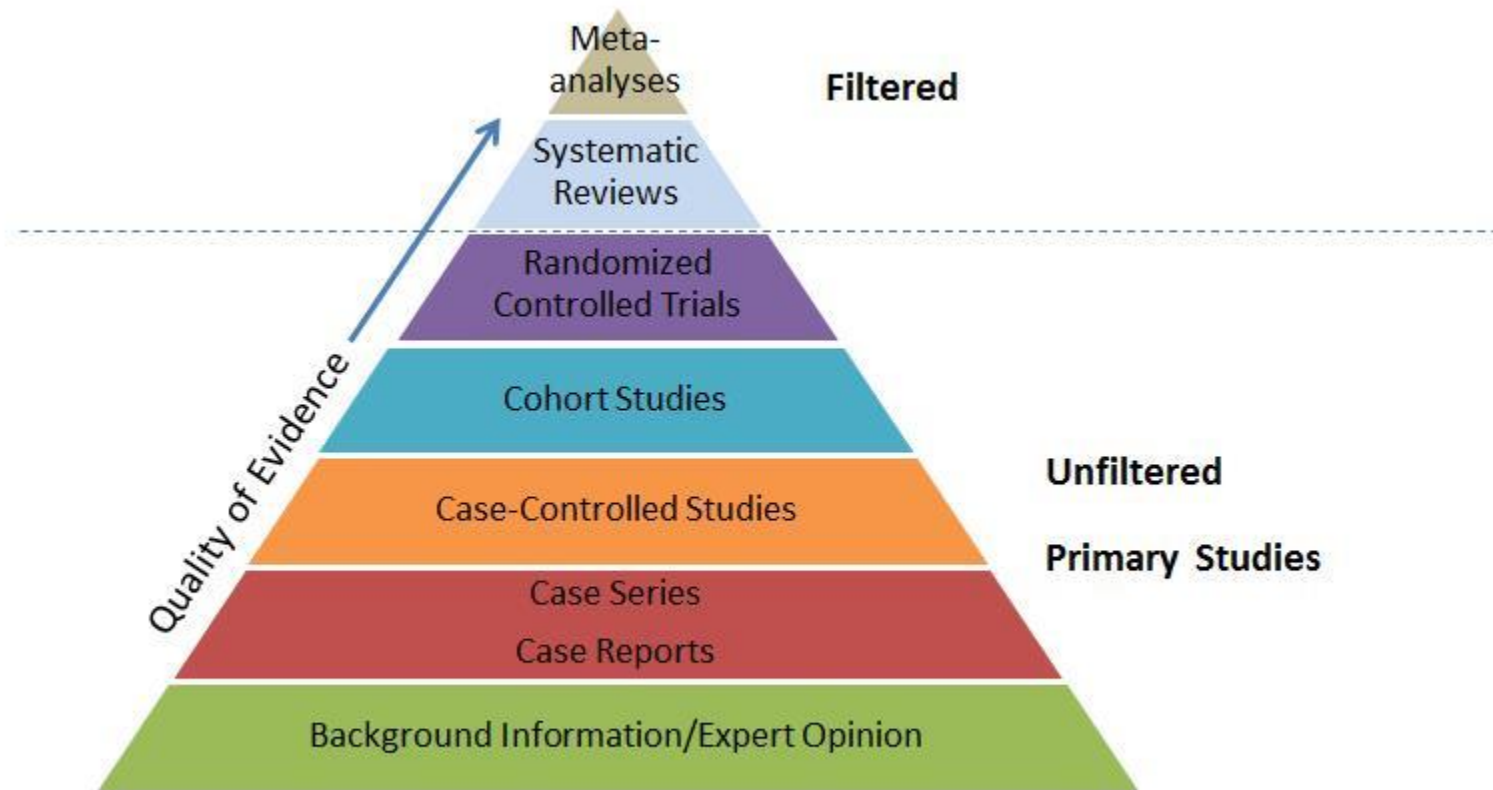 Meta-
analyses
Filtered
Systematic
Reviews
Randomized
Controlled Trials
Cohort Studies
Quality of Evidence
Unfiltered
Case-Controlled Studies
Primary Studies
Case Series
Case Reports
Background Information/Expert Opinion